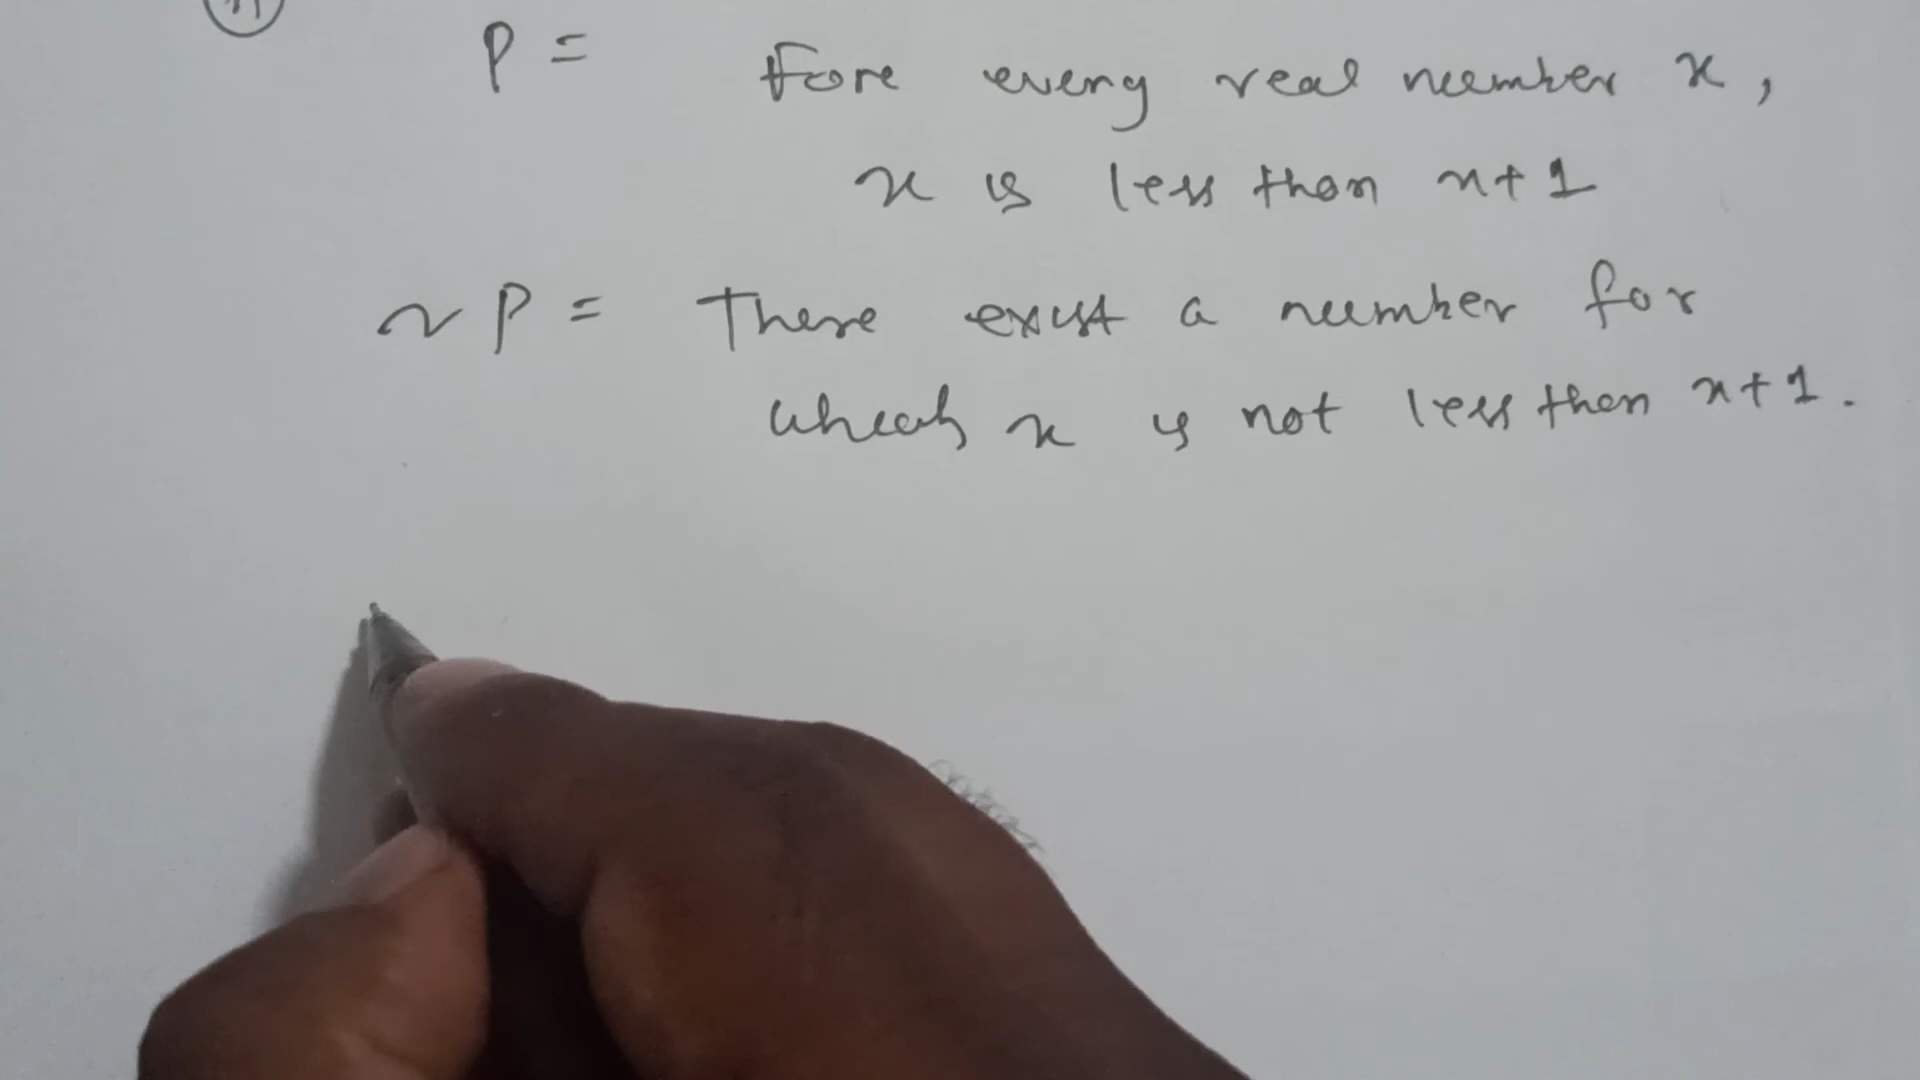 P = Fore every real number x,
x is less than x+1
~ P = There exist a number for
which x is not less then x+1.